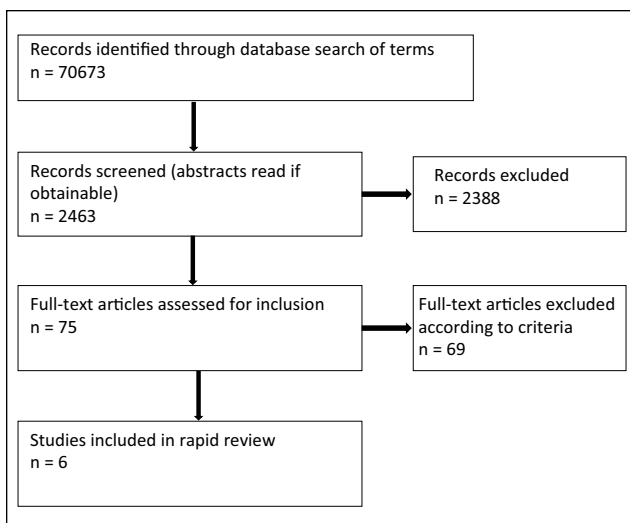 Records identified through database search of terms
n = 70673
Records screened (abstracts read if
obtainable)
n = 2463
Records excluded
n = 2388
Full-text articles assessed for inclusion
n = 75
Full-text articles excluded
according to criteria
n = 69
Studies included in rapid review
n = 6